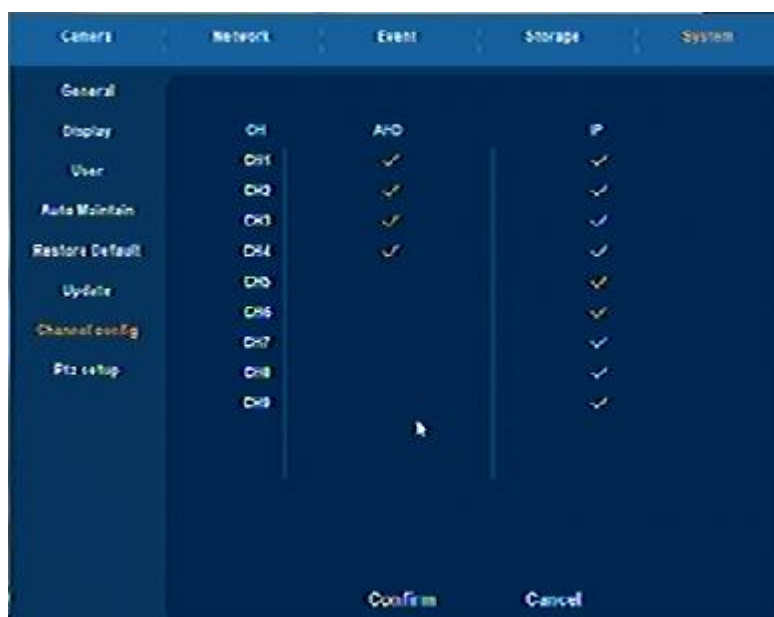 Camera Network Event Storage System
General
Display CH AHD IP
User CH1
CH2
Auto Maintain CH3
Restore Default CH4
Update CH5
CH6
Channel config CH7
Ptz setup CH8
CH9
Confirm Cancel